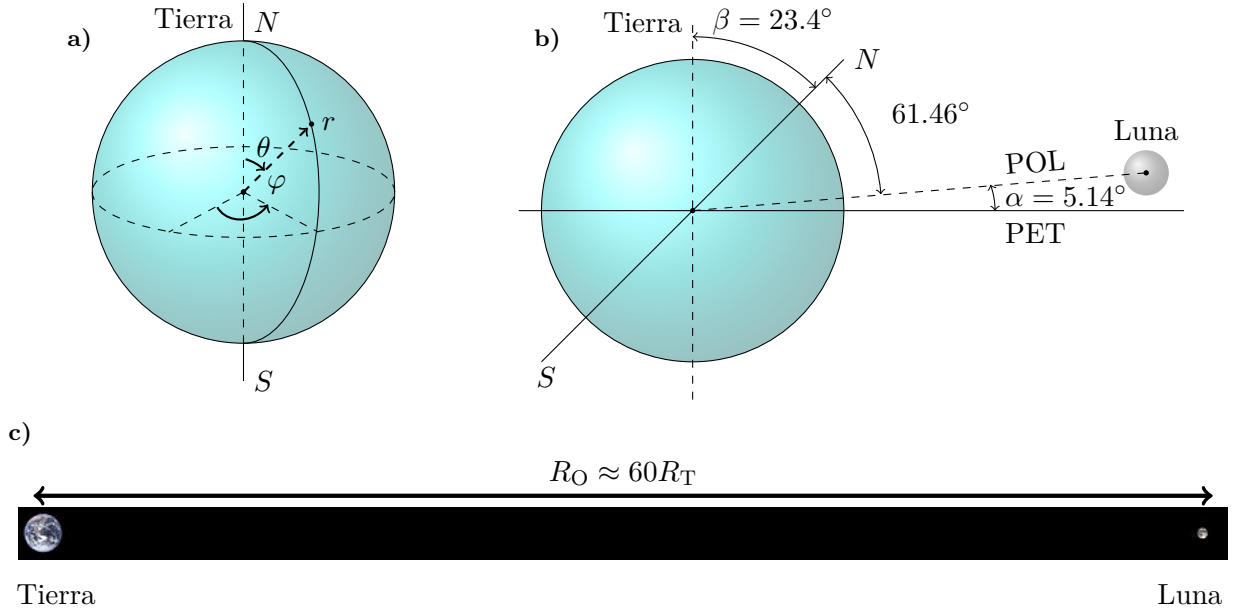 a)
Tierra
N
θ
r
φ
S
b)
Tierra
β = 23.4°
N
61.46°
Luna
POL
α = 5.14°
PET
S
c)
R_O ≈ 60R_T
Tierra
Luna